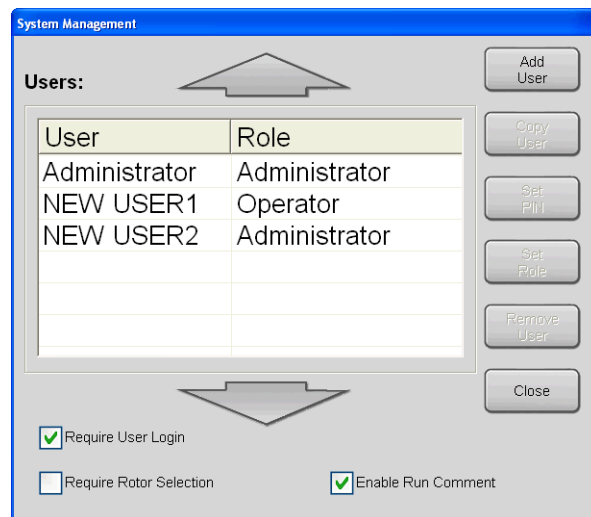 System Management
Users:
Add
User
User Role
Copy
User
Administrator Administrator
NEW USER1 Operator
Set
PIN
NEW USER2 Administrator
Set
Role
Remove
User
Close
Require User Login
Require Rotor Selection
Enable Run Comment